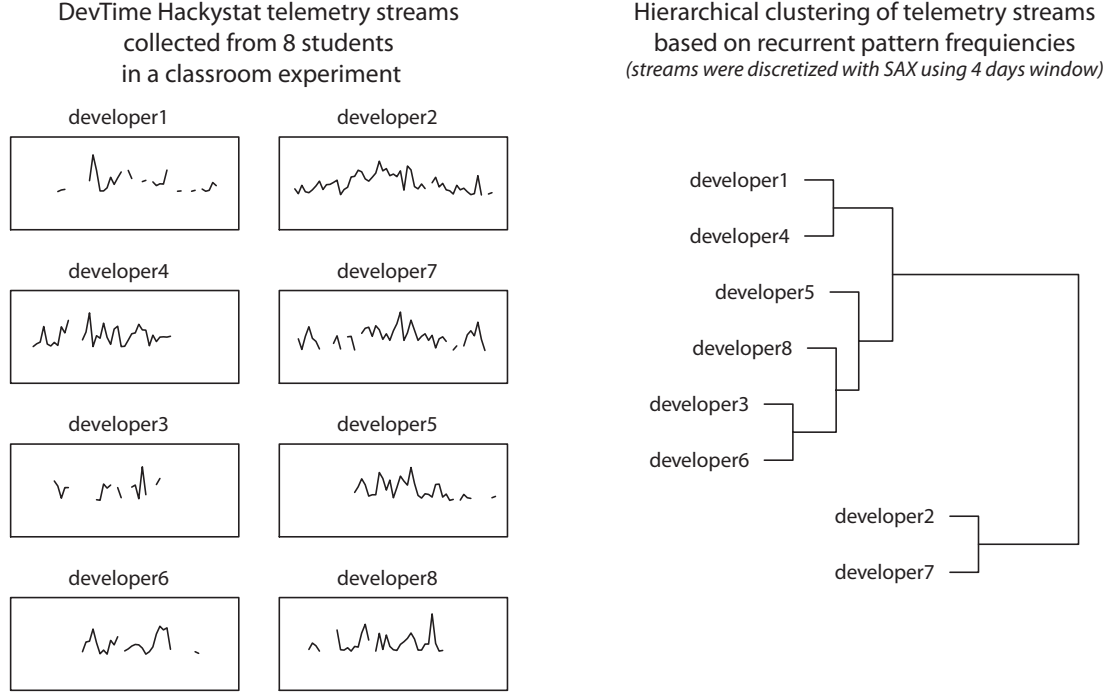 DevTime Hackystat telemetry streams
collected from 8 students
in a classroom experiment
developer1
developer2
developer4
developer7
developer3
developer5
developer6
developer8
Hierarchical clustering of telemetry streams
based on recurrent pattern frequiencies
(streams were discretized with SAX using 4 days window)
developer1
developer4
developer5
developer8
developer3
developer6
developer2
developer7